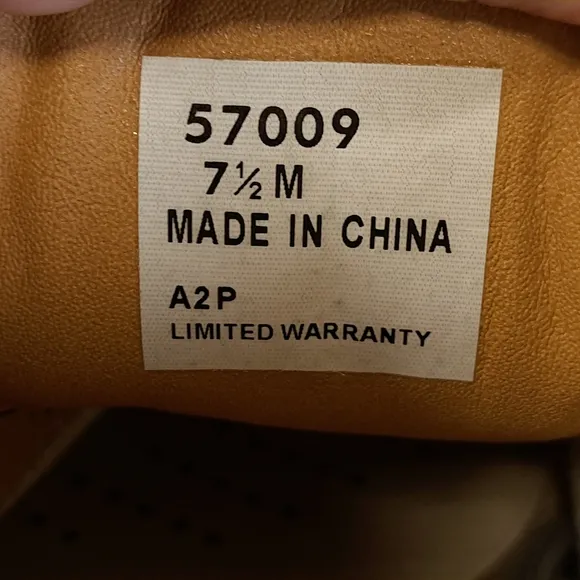 57009
7½ M
MADE IN CHINA
A2P
LIMITED WARRANTY